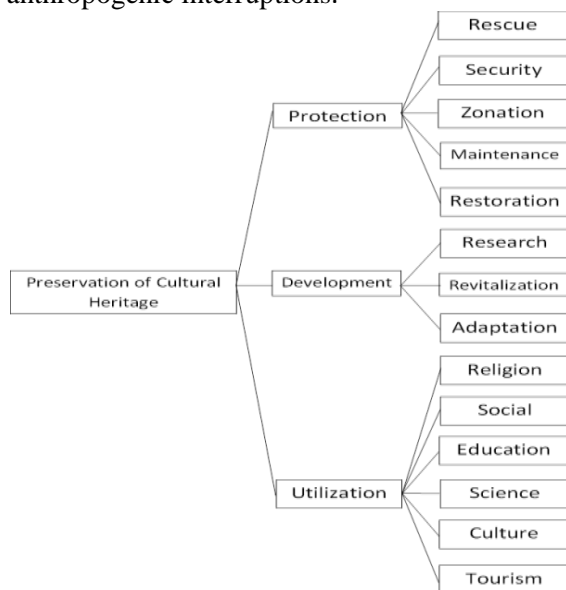 anthropogenic interruptions.
Preservation of Cultural
Heritage
Protection
Rescue
Security
Zonation
Maintenance
Restoration
Development
Research
Revitalization
Adaptation
Utilization
Religion
Social
Education
Science
Culture
Tourism